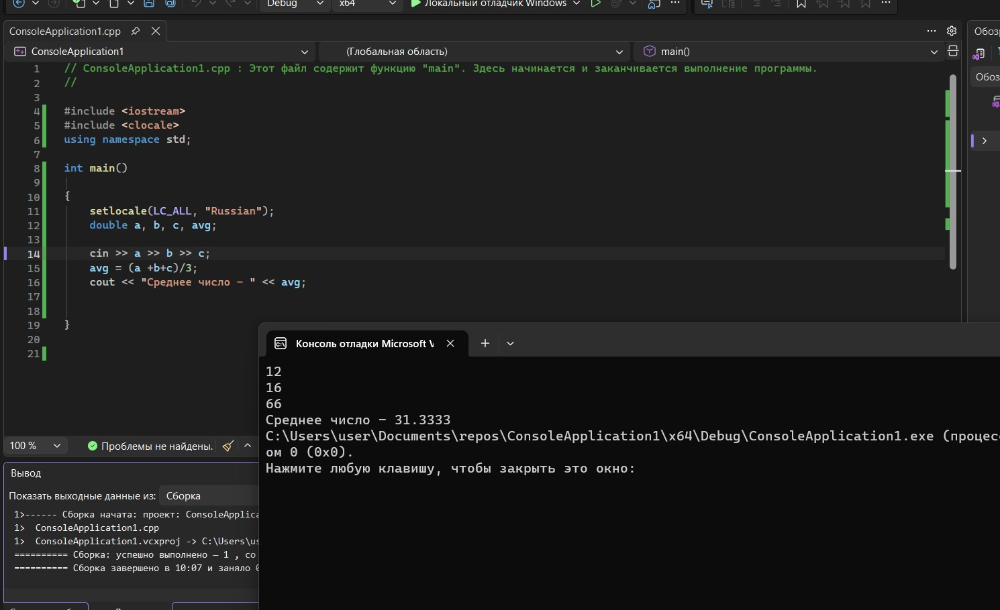 Debug x64 Локальный отладчик Windows
ConsoleApplication1.cpp
ConsoleApplication1 (Глобальная область) main()
1 // ConsoleApplication1.cpp : Этот файл содержит функцию "main". Здесь начинается и заканчивается выполнение программы.
2 //
3
4 #include <iostream>
5 #include <clocale>
6 using namespace std;
7
8 int main()
9
10 {
11 setlocale(LC_ALL, "Russian");
12 double a, b, c, avg;
13
14 cin >> a >> b >> c;
15 avg = (a +b+c)/3;
16 cout << "Среднее число - " << avg;
17
18
19 }
20
21
100 % Проблемы не найдены.
Вывод
Показать выходные данные из: Сборка
1>------ Сборка начата: проект: ConsoleApplica
1> ConsoleApplication1.cpp
1> ConsoleApplication1.vcxproj -> C:\Users\us
========== Сборка: успешно выполнено — 1 , со
========== Сборка завершено в 10:07 и заняло 0
Консоль отладки Microsoft V
12
16
66
Среднее число - 31.3333
C:\Users\user\Documents\repos\ConsoleApplication1\x64\Debug\ConsoleApplication1.exe (процес
ом 0 (0x0).
Нажмите любую клавишу, чтобы закрыть это окно:
Обоз
Обоз